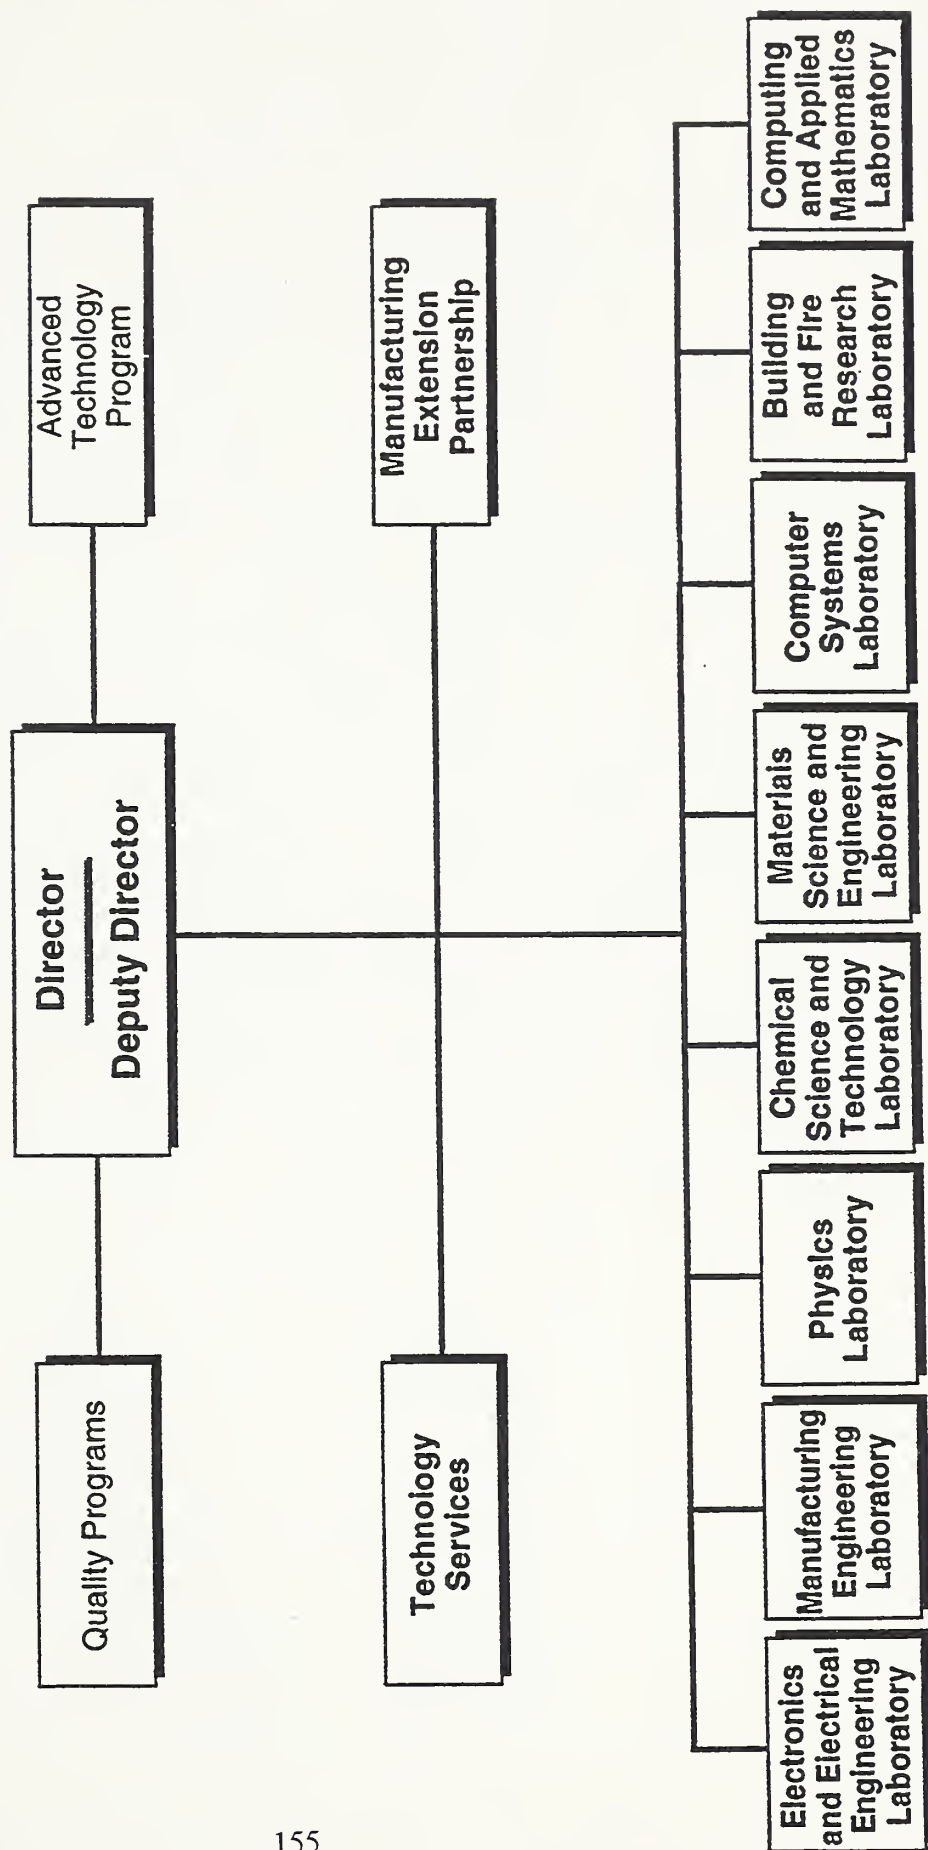 Director
Deputy Director
Quality Programs
Advanced
Technology
Program
Technology
Services
Manufacturing
Extension
Partnership
Electronics
and Electrical
Engineering
Laboratory
Manufacturing
Engineering
Laboratory
Physics
Laboratory
Chemical
Science and
Technology
Laboratory
Materials
Science and
Engineering
Laboratory
Computer
Systems
Laboratory
Building
and Fire
Research
Laboratory
Computing
and Applied
Mathematics
Laboratory
155